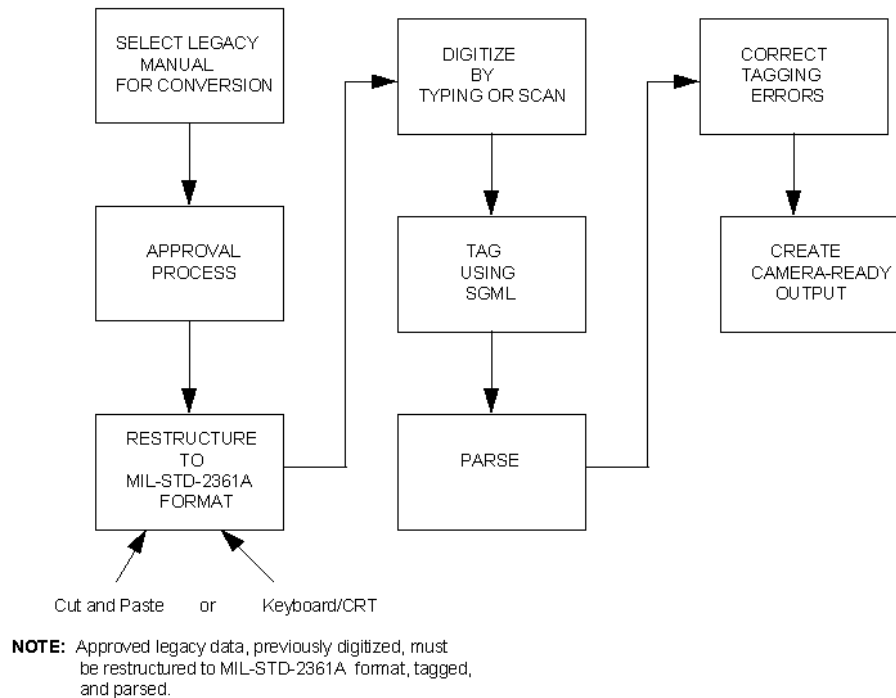 SELECT LEGACY
MANUAL
FOR CONVERSION
APPROVAL
PROCESS
RESTRUCTURE
TO
MIL-STD-2361A
FORMAT
Cut and Paste or Keyboard/CRT
DIGITIZE
BY
TYPING OR SCAN
TAG
USING
SGML
PARSE
CORRECT
TAGGING
ERRORS
CREATE
CAMERA-READY
OUTPUT
NOTE: Approved legacy data, previously digitized, must
be restructured to MIL-STD-2361A format, tagged,
and parsed.